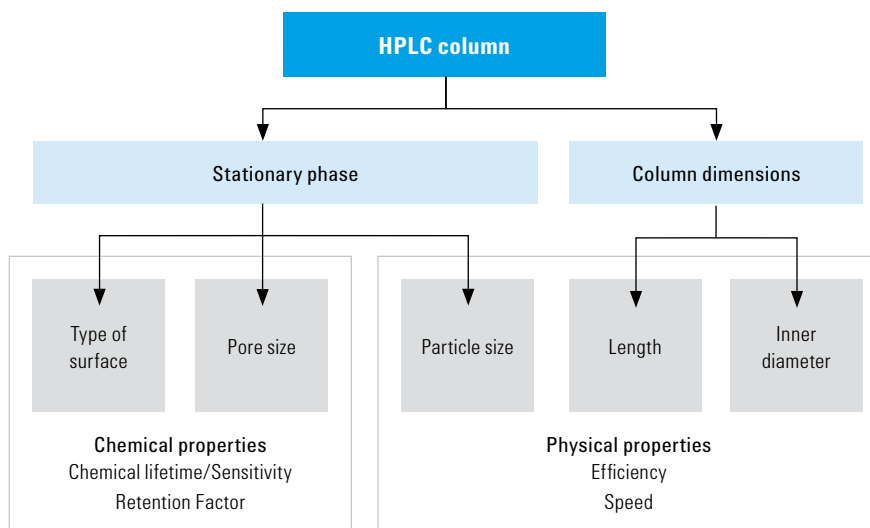 HPLC column
Stationary phase
Column dimensions
Type of
surface
Pore size
Particle size
Length
Inner
diameter
Chemical properties
Chemical lifetime/Sensitivity
Retention Factor
Physical properties
Efficiency
Speed